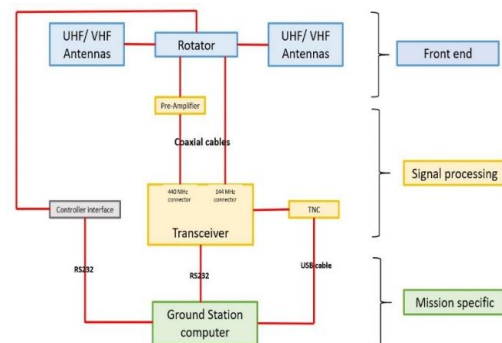 UHF/ VHF
Antennas
Rotator
UHF/ VHF
Antennas
Front end
Pre-Amplifier
Coaxial cables
Signal processing
440 MHz
connector
144 MHz
connector
Controller Interface
Transceiver
TNC
RS232
RS232
USB cable
Ground Station
computer
Mission specific